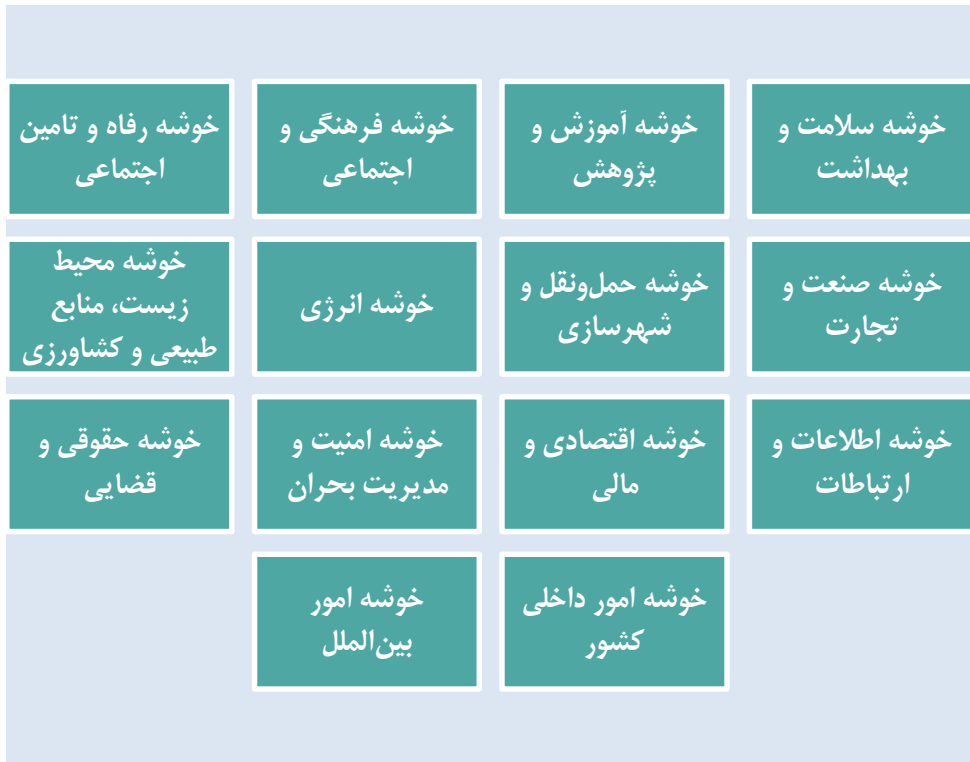 خوشه سلامت و
بهداشت
خوشه آموزش و
پژوهش
خوشه فرهنگی و
اجتماعی
خوشه رفاه و تامین
اجتماعی
خوشه صنعت و
تجارت
خوشه حمل‌ونقل و
شهرسازی
خوشه انرژی
خوشه محیط
زیست، منابع
طبیعی و کشاورزی
خوشه اطلاعات و
ارتباطات
خوشه اقتصادی و
مالی
خوشه امنیت و
مدیریت بحران
خوشه حقوقی و
قضایی
خوشه امور داخلی
کشور
خوشه امور
بین‌الملل